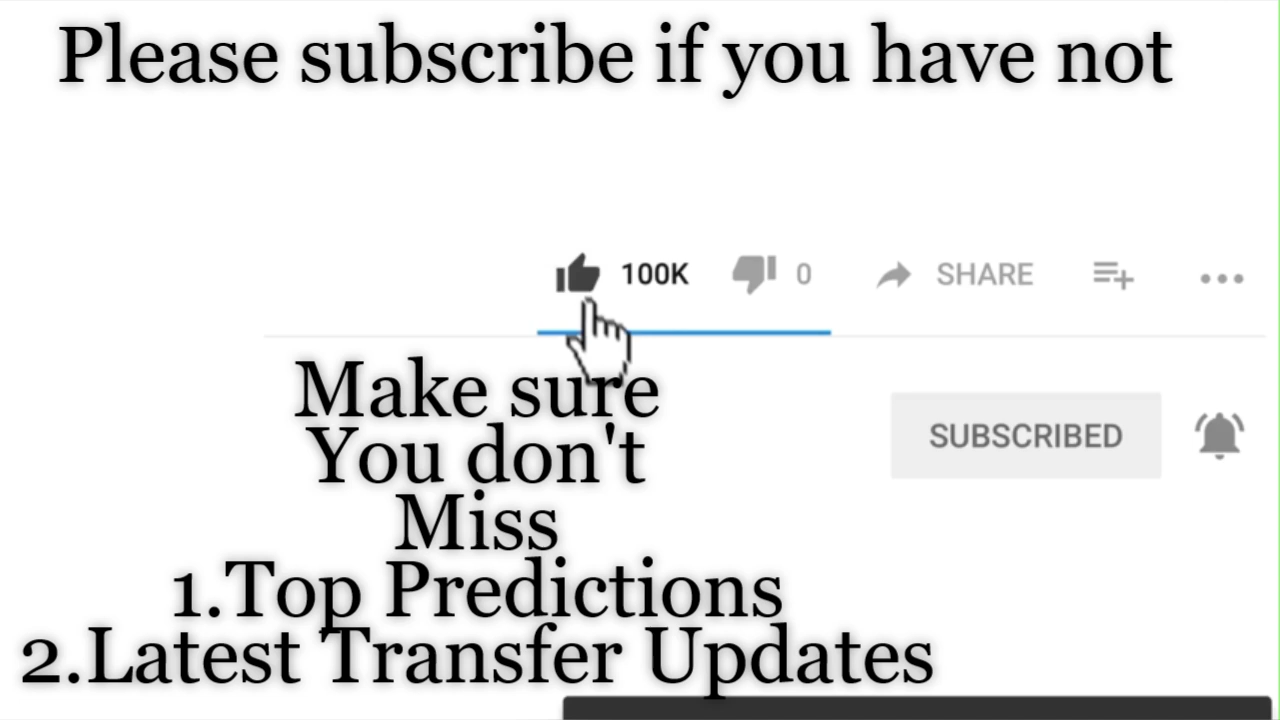 Please subscribe if you have not
100K 0 SHARE
Make sure
You don't
SUBSCRIBED
Miss
1.Top Predictions
2.Latest Transfer Updates